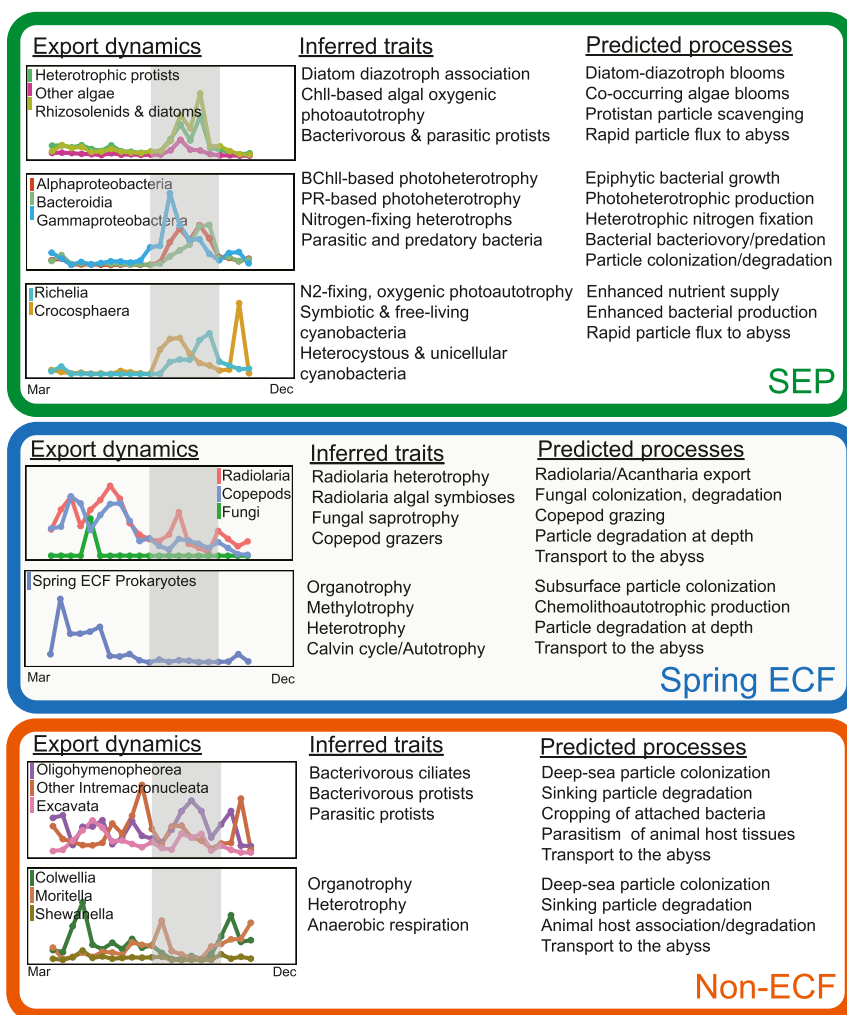 Export dynamics
Inferred traits
Predicted processes
Heterotrophic protists
Other algae
Rhizosolenids & diatoms
Diatom diazotroph association
Chll-based algal oxygenic
photoautotrophy
Bacterivorous & parasitic protists
Diatom-diazotroph blooms
Co-occurring algae blooms
Protistan particle scavenging
Rapid particle flux to abyss
Alphaproteobacteria
Bacteroidia
Gammaproteobacteria
BChll-based photoheterotrophy
PR-based photoheterotrophy
Nitrogen-fixing heterotrophs
Parasitic and predatory bacteria
Epiphytic bacterial growth
Photoheterotrophic production
Heterotrophic nitrogen fixation
Bacterial bacteriovory/predation
Particle colonization/degradation
Richelia
Crocosphaera
N2-fixing, oxygenic photoautotrophy
Symbiotic & free-living
cyanobacteria
Heterocystous & unicellular
cyanobacteria
Enhanced nutrient supply
Enhanced bacterial production
Rapid particle flux to abyss
Mar
Dec
SEP
Export dynamics
Inferred traits
Predicted processes
Radiolaria
Copepods
Fungi
Radiolaria heterotrophy
Radiolaria algal symbioses
Fungal saprotrophy
Copepod grazers
Radiolaria/Acantharia export
Fungal colonization, degradation
Copepod grazing
Particle degradation at depth
Transport to the abyss
Spring ECF Prokaryotes
Organotrophy
Methylotrophy
Heterotrophy
Calvin cycle/Autotrophy
Subsurface particle colonization
Chemolithoautotrophic production
Particle degradation at depth
Transport to the abyss
Mar
Dec
Spring ECF
Export dynamics
Inferred traits
Predicted processes
Oligohymenopheorea
Other Intremacronucleata
Excavata
Bacterivorous ciliates
Bacterivorous protists
Parasitic protists
Deep-sea particle colonization
Sinking particle degradation
Cropping of attached bacteria
Parasitism of animal host tissues
Transport to the abyss
Colwellia
Moritella
Shewanella
Organotrophy
Heterotrophy
Anaerobic respiration
Deep-sea particle colonization
Sinking particle degradation
Animal host association/degradation
Transport to the abyss
Mar
Dec
Non-ECF